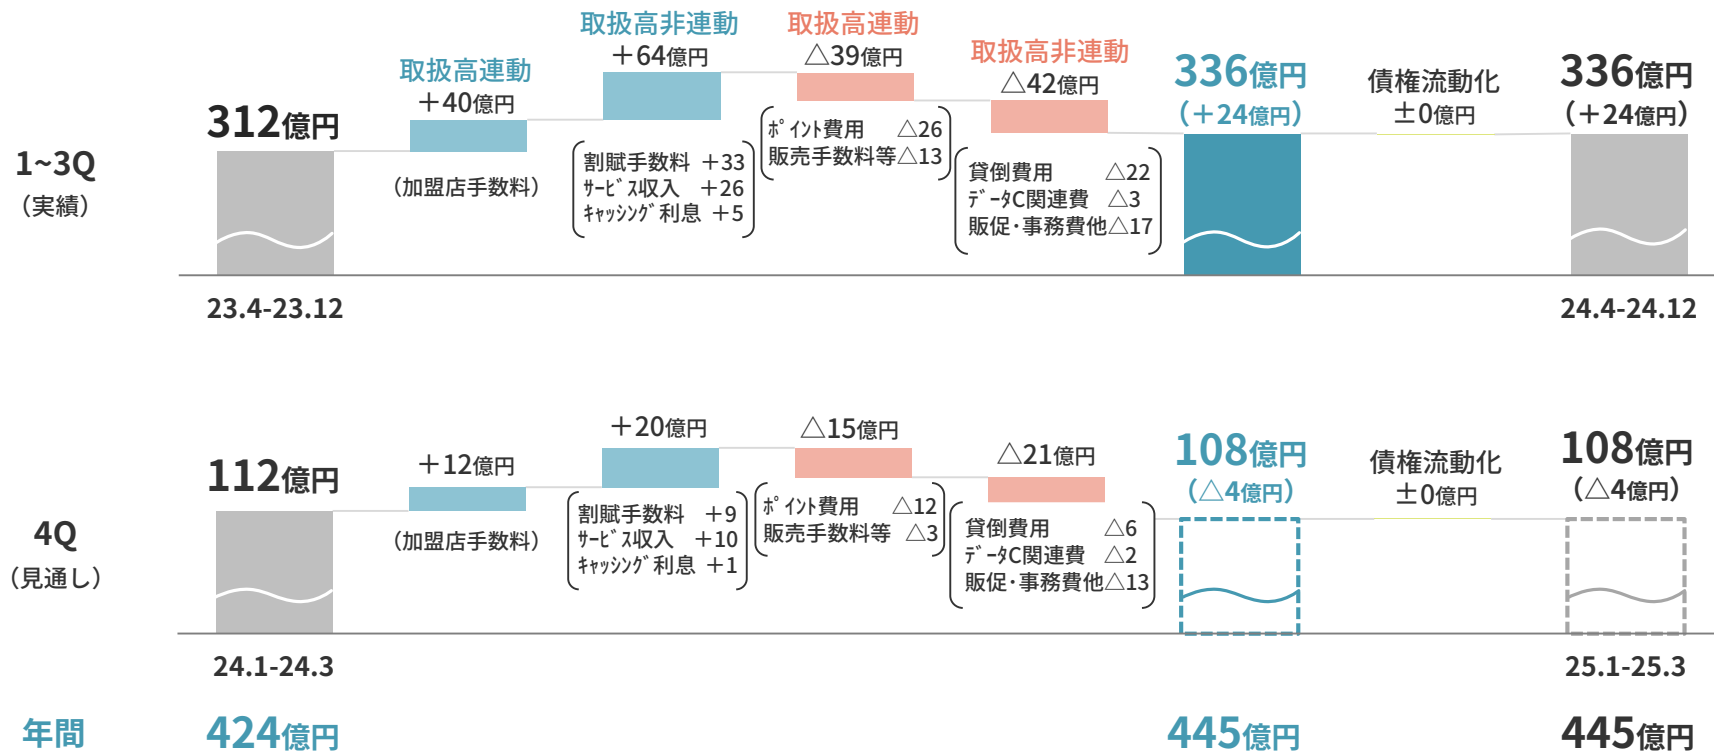 1~3Q
（実績）
312億円
23.4-23.12
取扱高連動
＋40億円
（加盟店手数料）
取扱高非連動
＋64億円
割賦手数料 ＋33
ｻｰﾋﾞｽ収入 ＋26
ｷｬｯｼﾝｸﾞ利息 ＋5
取扱高連動
△39億円
ﾎﾟｲﾝﾄ費用 △26
販売手数料等△13
取扱高非連動
△42億円
貸倒費用 △22
ﾃﾞｰﾀC関連費 △3
販促･事務費他△17
336億円
（＋24億円）
債権流動化
±0億円
336億円
（＋24億円）
24.4-24.12
4Q
（見通し）
112億円
24.1-24.3
＋12億円
（加盟店手数料）
＋20億円
割賦手数料 ＋9
ｻｰﾋﾞｽ収入 ＋10
ｷｬｯｼﾝｸﾞ利息 ＋1
△15億円
ﾎﾟｲﾝﾄ費用 △12
販売手数料等 △3
△21億円
貸倒費用 △6
ﾃﾞｰﾀC関連費 △2
販促･事務費他△13
108億円
（△4億円）
債権流動化
±0億円
108億円
（△4億円）
25.1-25.3
年間
424億円
445億円
445億円